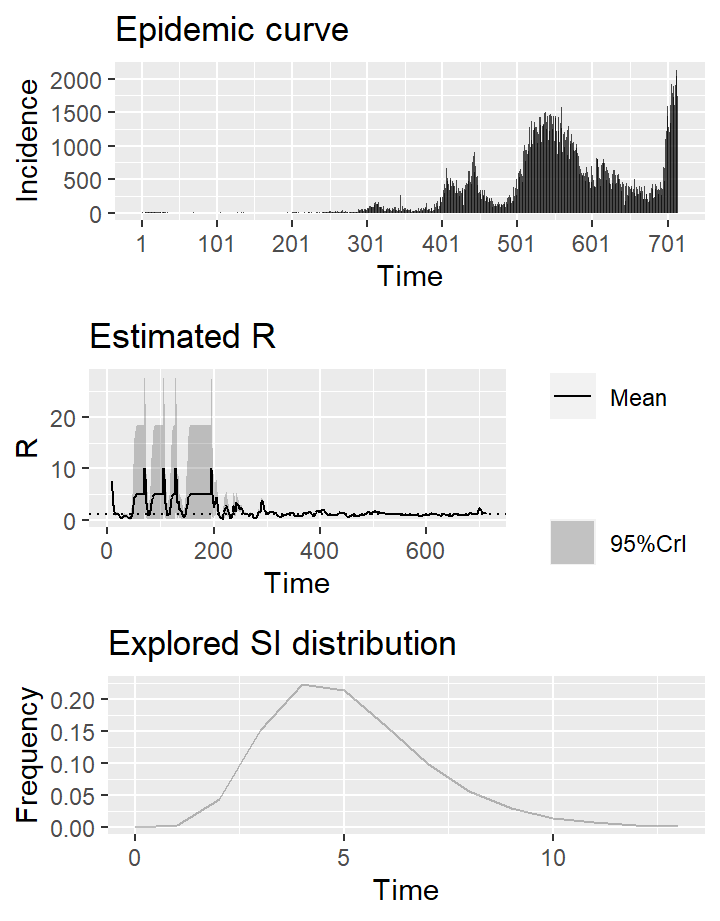 Epidemic curve
Incidence
2000
1500
1000
500
0
1 101 201 301 401 501 601 701
Time
Estimated R
R
20
10
0
0 200 400 600
Time
Mean
95%CrI
Explored SI distribution
Frequency
0.20
0.15
0.10
0.05
0.00
0 5 10
Time